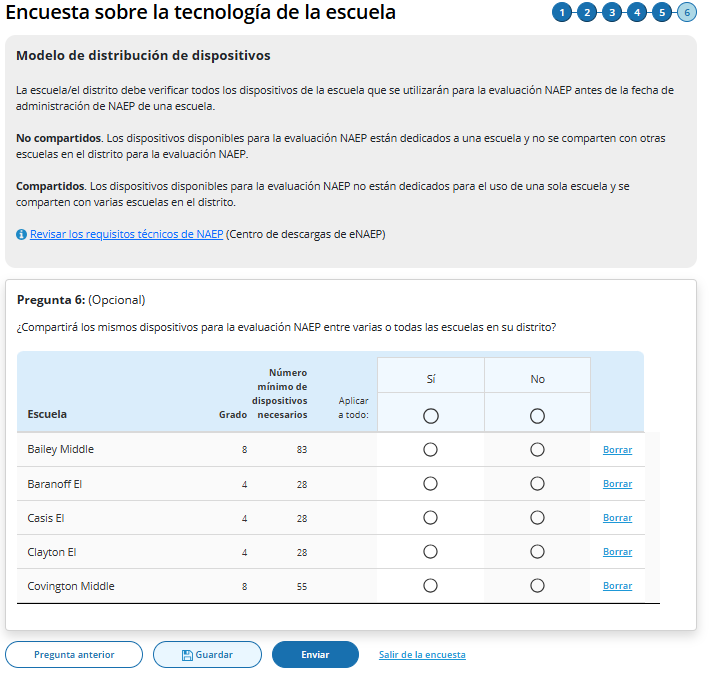 Encuesta sobre la tecnología de la escuela
1 2 3 4 5 6
Modelo de distribución de dispositivos
La escuela/el distrito debe verificar todos los dispositivos de la escuela que se utilizarán para la evaluación NAEP antes de la fecha de
administración de NAEP de una escuela.
No compartidos. Los dispositivos disponibles para la evaluación NAEP están dedicados a una escuela y no se comparten con otras
escuelas en el distrito para la evaluación NAEP.
Compartidos. Los dispositivos disponibles para la evaluación NAEP no están dedicados para el uso de una sola escuela y se
comparten con varias escuelas en el distrito.
Revisar los requisitos técnicos de NAEP (Centro de descargas de eNAEP)
Pregunta 6: (Opcional)
¿Compartirá los mismos dispositivos para la evaluación NAEP entre varias o todas las escuelas en su distrito?
Escuela
Grado
Número
mínimo de
dispositivos
necesarios
Aplicar
a todo:
Sí
No
Bailey Middle 8 83 Borrar
Baranoff El 4 28 Borrar
Casis El 4 28 Borrar
Clayton El 4 28 Borrar
Covington Middle 8 55 Borrar
Pregunta anterior Guardar Enviar Salir de la encuesta